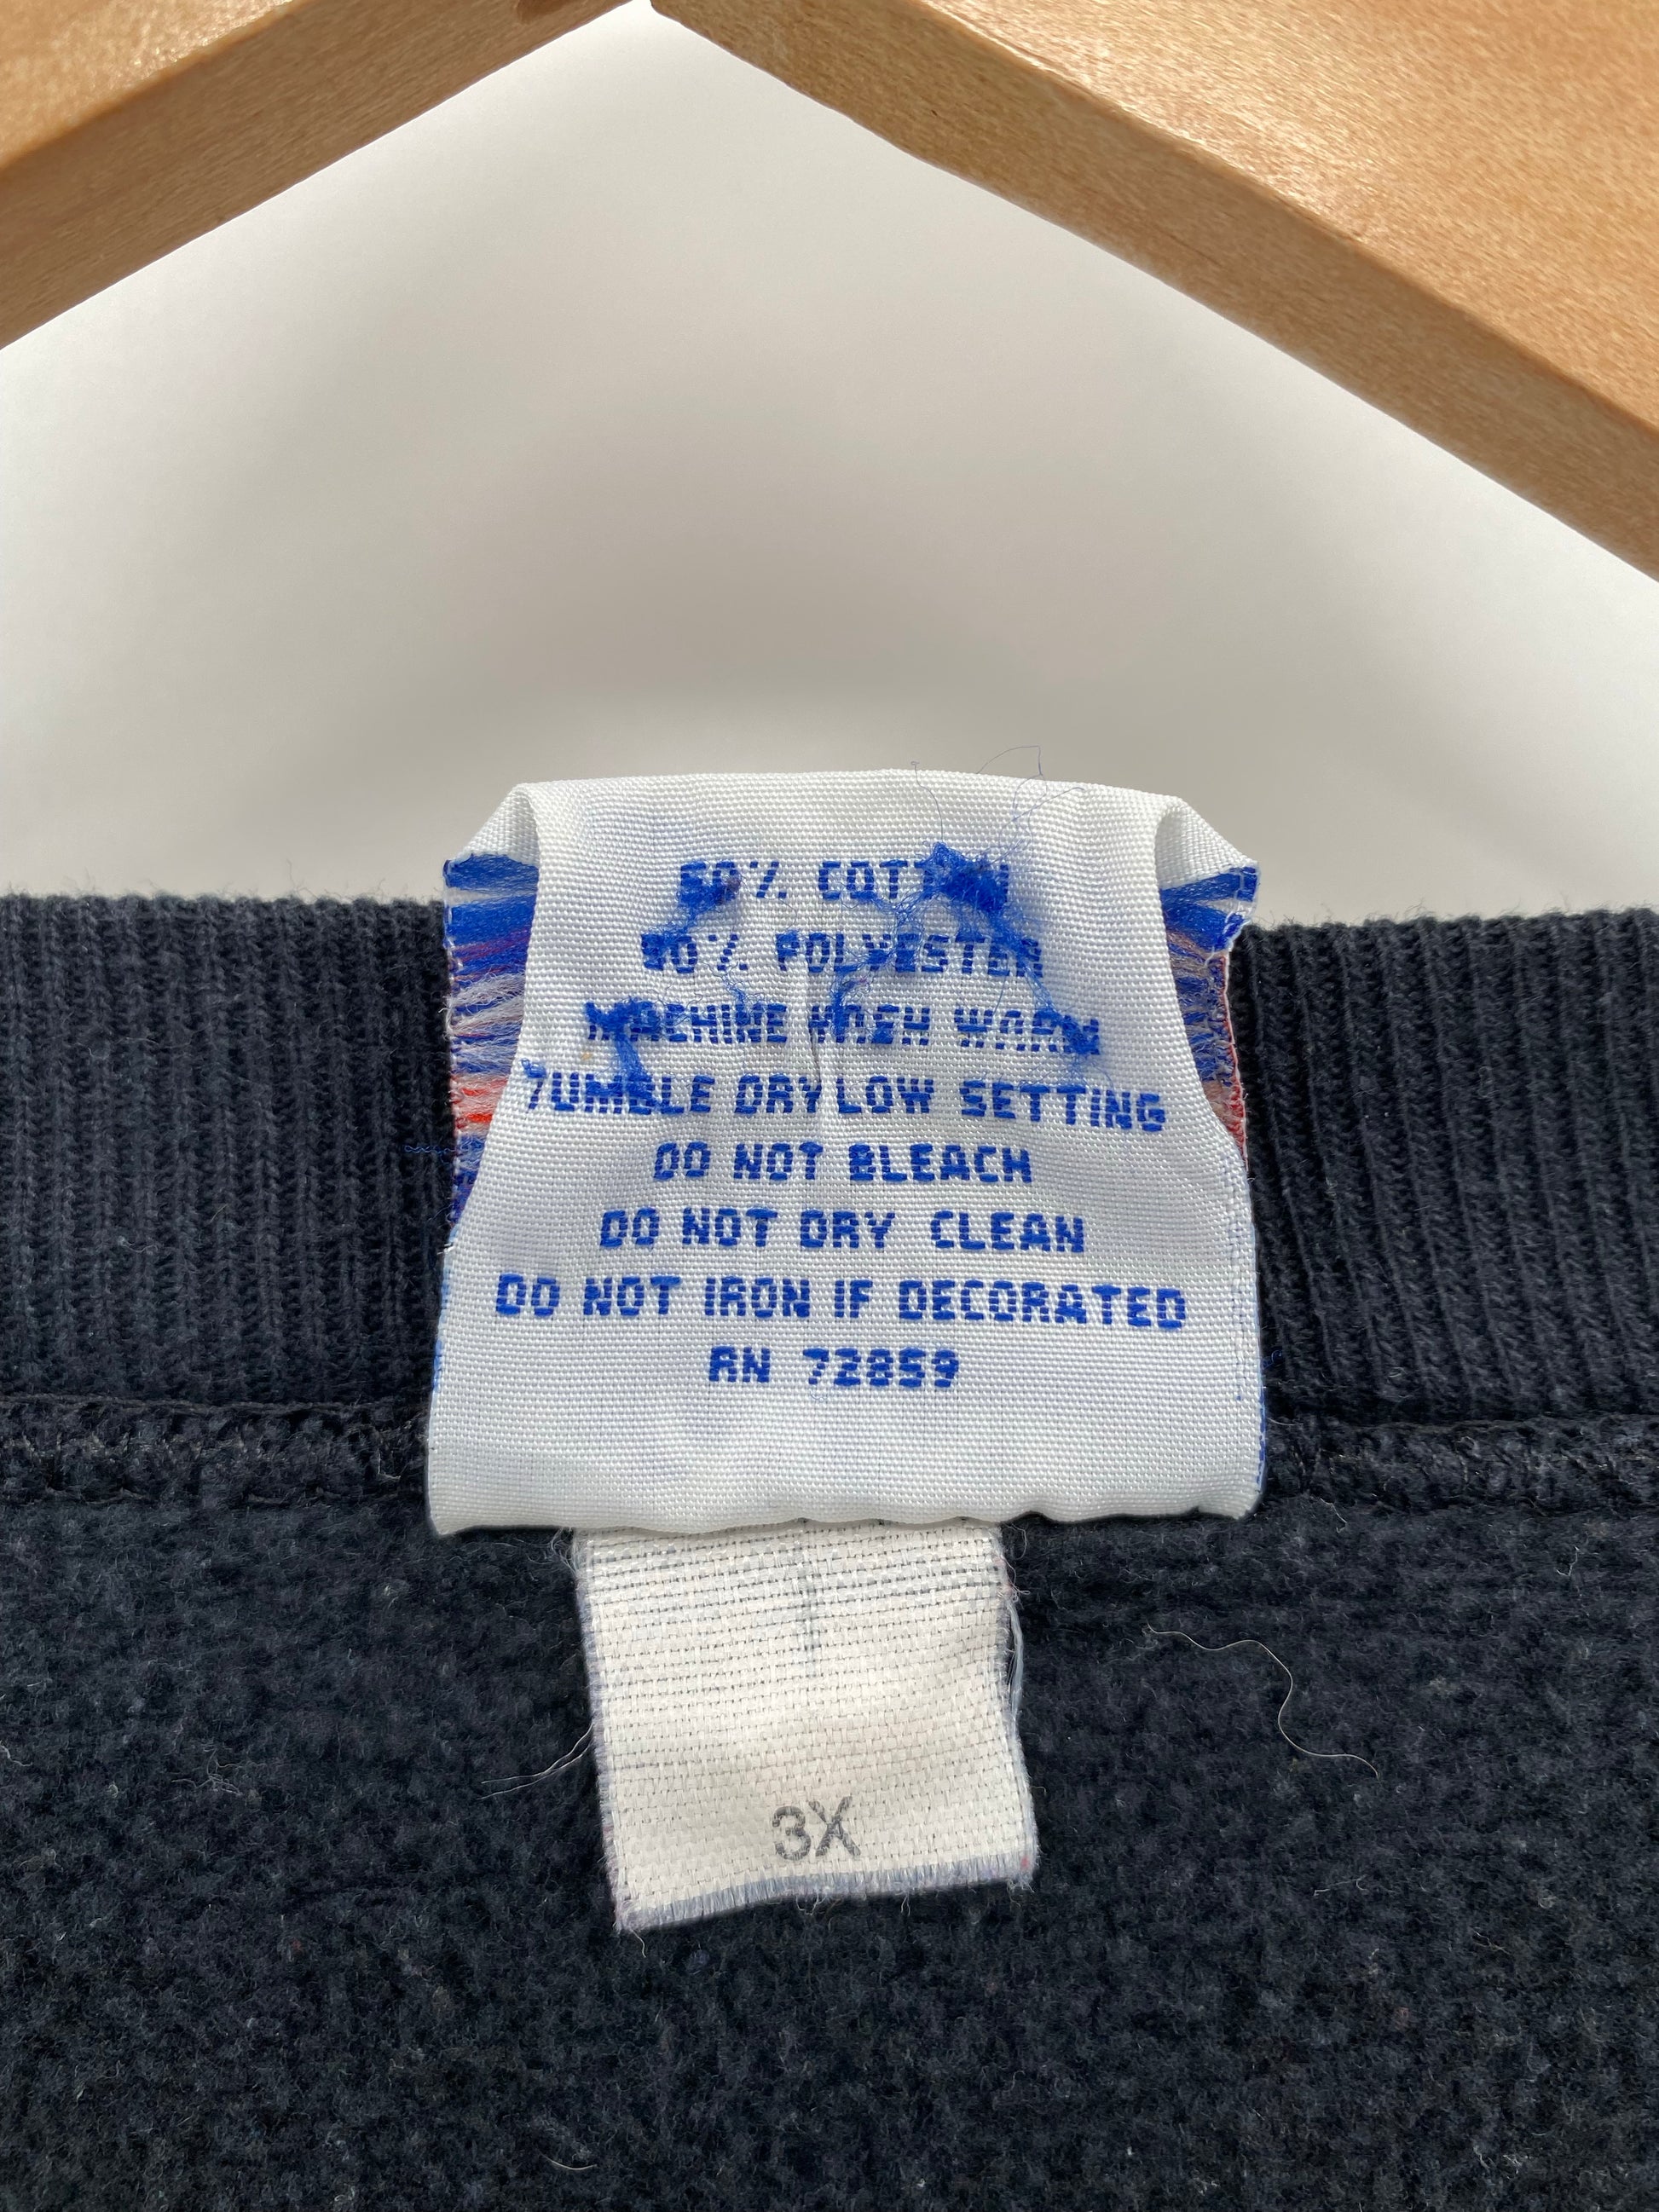 COTTON
POLYESTER
MACHINE WASH WARM
TUMBLE DRY LOW SETTING
DO NOT BLEACH
DO NOT DRY CLEAN
DO NOT IRON IF DECORATED
RN 72859
3X